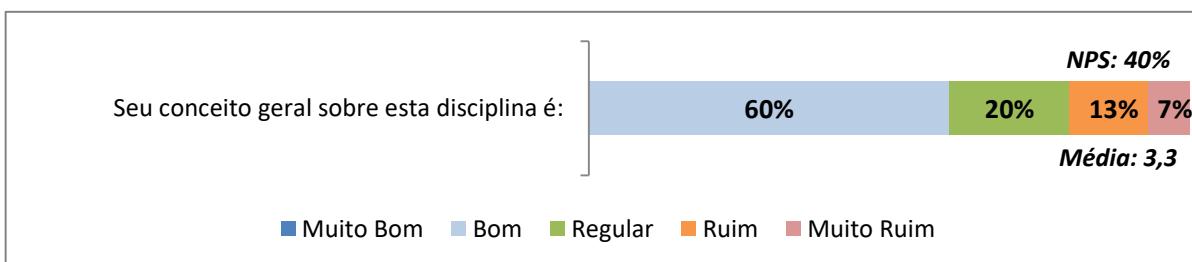 NPS: 40%
Seu conceito geral sobre esta disciplina é:
60% 20% 13% 7%
Média: 3,3
Muito Bom Bom Regular Ruim Muito Ruim